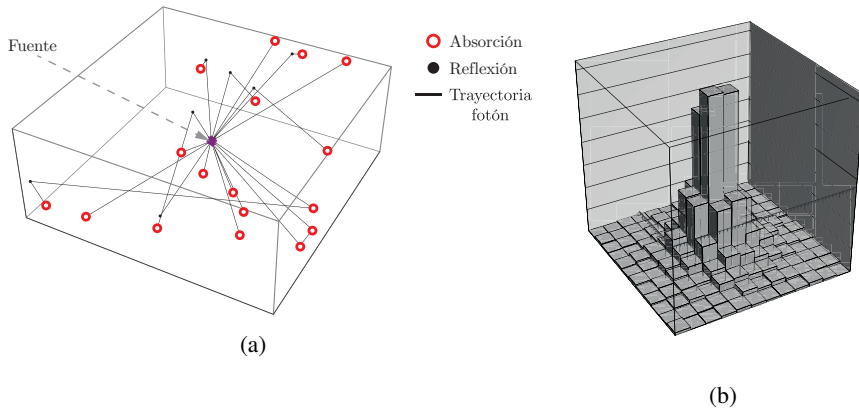 Fuente
Absorción
Reflexión
Trayectoria
fotón
(a)
(b)